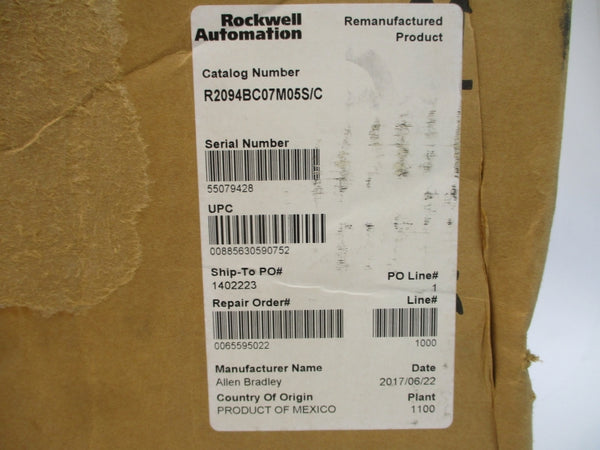 Rockwell Automation
Remanufactured Product
Catalog Number
R2094BC07M05S/C
Serial Number
55079428
UPC
00885630590752
Ship-To PO# PO Line#
1402223 1
Repair Order# Line#
0065595022 1000
Manufacturer Name Date
Allen Bradley 2017/06/22
Country Of Origin Plant
PRODUCT OF MEXICO 1100